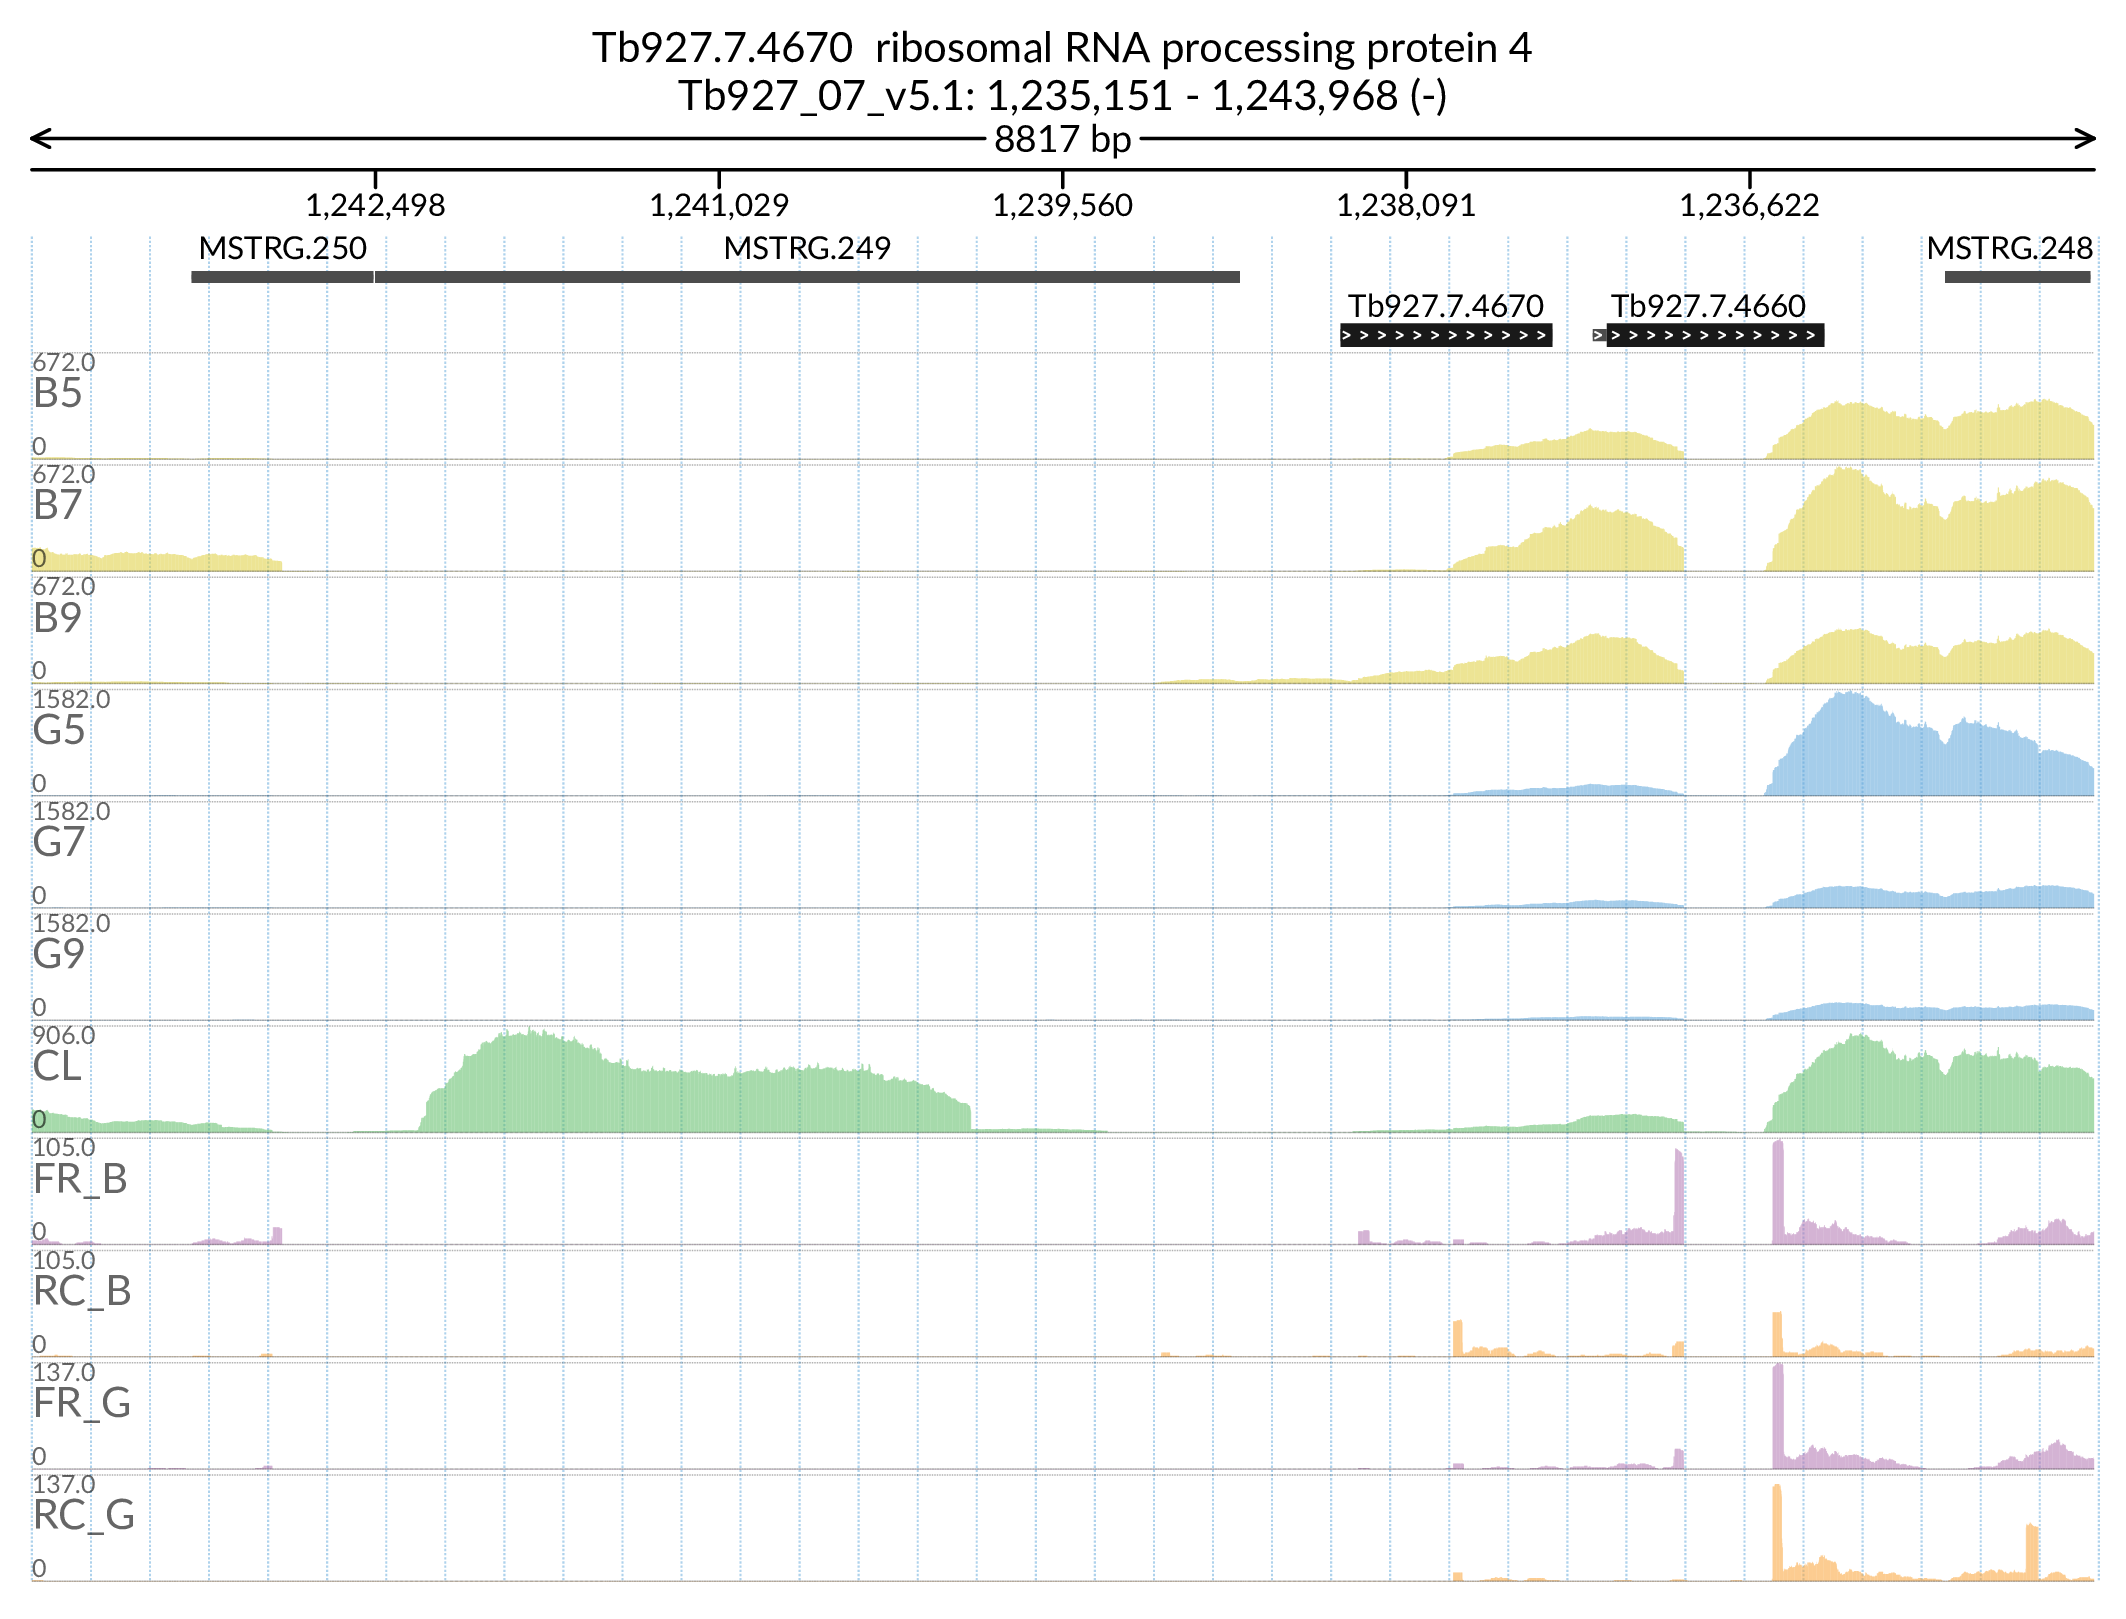 Tb927.7.4670  ribosomal RNA processing protein 4
Tb927_07_v5.1: 1,235,151 - 1,243,968 (-)
8817 bp
1,242,498 1,241,029 1,239,560 1,238,091 1,236,622
MSTRG.250 MSTRG.249 MSTRG.248
Tb927.7.4670 Tb927.7.4660
672.0
B5
0
672.0
B7
0
672.0
B9
0
1582.0
G5
0
1582.0
G7
0
1582.0
G9
0
906.0
CL
0
105.0
FR_B
0
105.0
RC_B
0
137.0
FR_G
0
137.0
RC_G
0